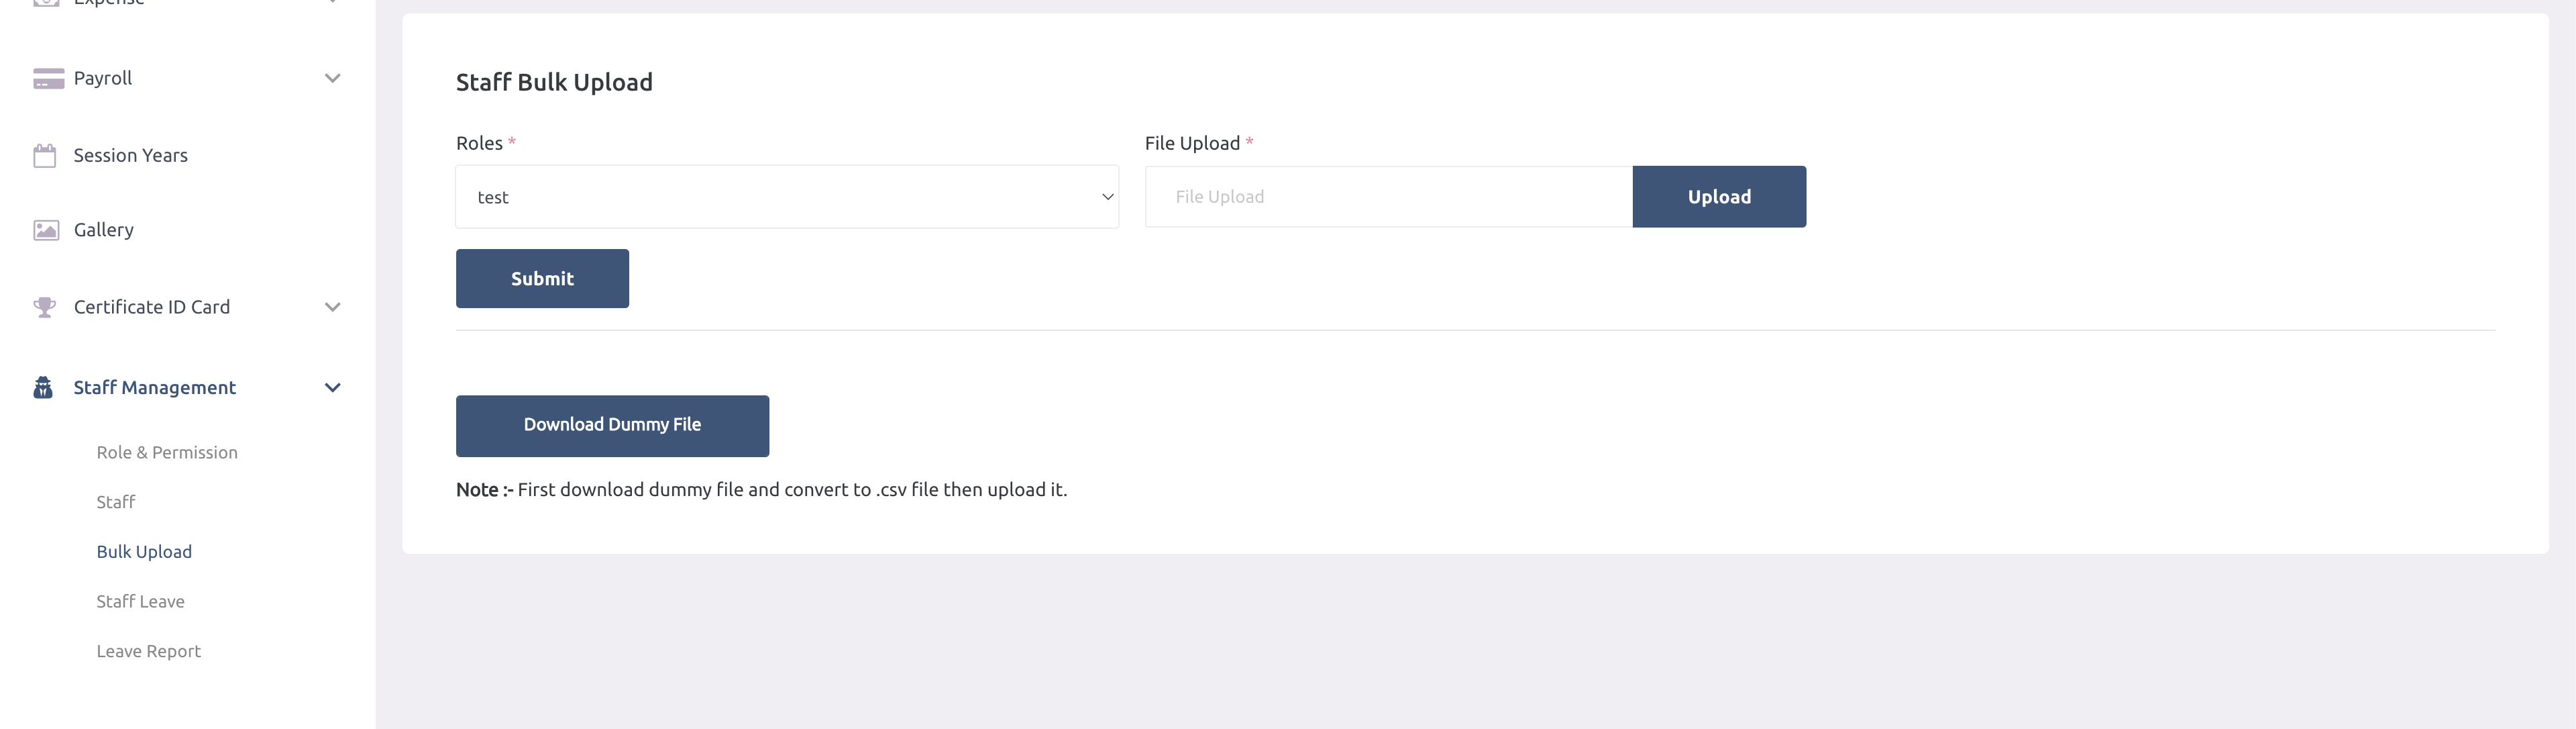 Expense
Payroll
Session Years
Gallery
Certificate ID Card
Staff Management
Role & Permission
Staff
Bulk Upload
Staff Leave
Leave Report
Staff Bulk Upload
Roles *
test
File Upload *
File Upload
Upload
Submit
Download Dummy File
Note :- First download dummy file and convert to .csv file then upload it.